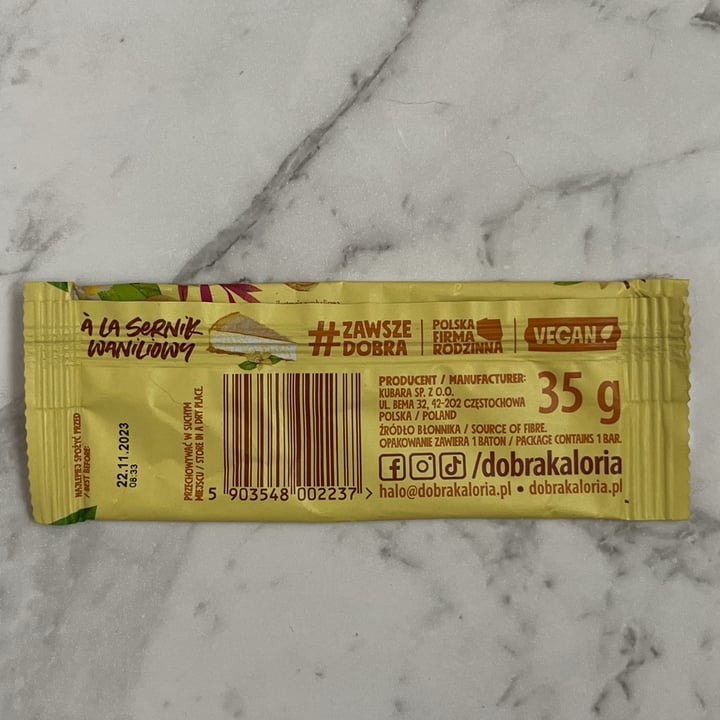 À LA SERNIK
WANILIOWY
#ZAWSZE
DOBRA
POLSKA
FIRMA
RODZINNA
VEGAN
NAJLEPIEJ SPOŻYĆ PRZED
/ BEST BEFORE:
22.11.2023
08:33
PRZECHOWYWAĆ W SUCHYM
MIEJSCU / STORE IN A DRY PLACE.
5 903548 002237 >
PRODUCENT / MANUFACTURER:
KUBARA SP. Z O.O.
UL. BEMA 32, 42-202 CZĘSTOCHOWA
POLSKA / POLAND
35 g
ŹRÓDŁO BŁONNIKA / SOURCE OF FIBRE.
OPAKOWANIE ZAWIERA 1 BATON / PACKAGE CONTAINS 1 BAR.
/dobrakaloria
halo@dobrakaloria.pl • dobrakaloria.pl